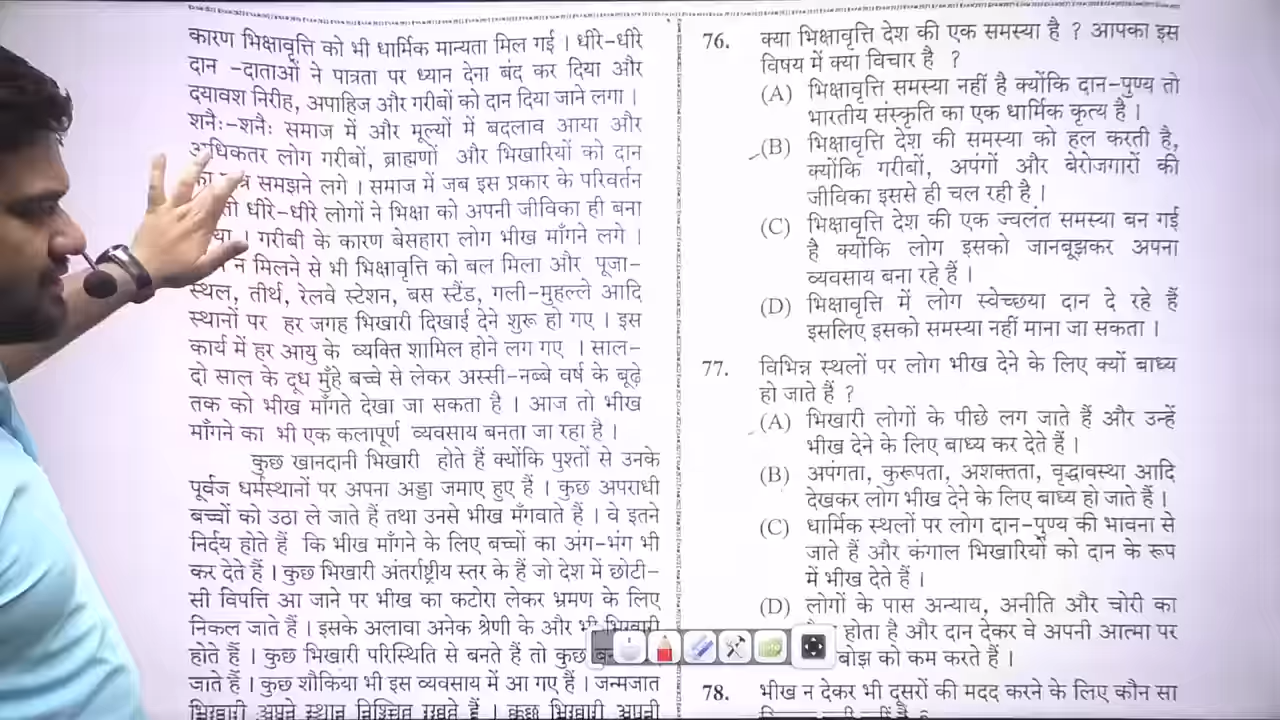 कारण भिक्षावृत्ति को भी धार्मिक मान्यता मिल गई । धीरे-धीरे
दान -दाताओं ने पात्रता पर ध्यान देना बंद कर दिया और
दयावश निरीह, अपाहिज और गरीबों को दान दिया जाने लगा ।
शनैः-शनैः समाज में और मूल्यों में बदलाव आया और
लोग गरीबों, ब्राह्मणों और भिखारियों को दान
समझने लगे । समाज में जब इस प्रकार के परिवर्तन
धीरे-धीरे लोगों ने भिक्षा को अपनी जीविका ही बना
। गरीबी के कारण बेसहारा लोग भीख माँगने लगे ।
न मिलने से भी भिक्षावृत्ति को बल मिला और पूजा-
स्थल, तीर्थ, रेलवे स्टेशन, बस स्टैंड, गली-मुहल्ले आदि
स्थानों पर हर जगह भिखारी दिखाई देने शुरू हो गए । इस
कार्य में हर आयु के व्यक्ति शामिल होने लग गए । साल-
दो साल के दूध मुँहे बच्चे से लेकर अस्सी-नब्बे वर्ष के बूढ़े
तक को भीख माँगते देखा जा सकता है । आज तो भीख
माँगने का भी एक कलापूर्ण व्यवसाय बनता जा रहा है ।
कुछ खानदानी भिखारी होते हैं क्योंकि पुश्तों से उनके
पूर्वज धर्मस्थानों पर अपना अड्डा जमाए हुए हैं । कुछ अपराधी
बच्चों को उठा ले जाते हैं तथा उनसे भीख मँगवाते हैं । वे इतने
निर्दय होते हैं कि भीख माँगने के लिए बच्चों का अंग-भंग भी
कर देते हैं । कुछ भिखारी अंतर्राष्ट्रीय स्तर के हैं जो देश में छोटी-
सी विपत्ति आ जाने पर भीख का कटोरा लेकर भ्रमण के लिए
निकल जाते हैं । इसके अलावा अनेक श्रेणी के और भी भिखारी
होते हैं । कुछ भिखारी परिस्थिति से बनते हैं तो कुछ
जाते हैं । कुछ शौकिया भी इस व्यवसाय में आ गए हैं । जन्मजात
भिखारी अपने स्थान निश्चित रखते हैं । कुछ भिखारी अपनी
76. क्या भिक्षावृत्ति देश की एक समस्या है ? आपका इस
विषय में क्या विचार है ?
(A) भिक्षावृत्ति समस्या नहीं है क्योंकि दान-पुण्य तो
भारतीय संस्कृति का एक धार्मिक कृत्य है ।
(B) भिक्षावृत्ति देश की समस्या को हल करती है,
क्योंकि गरीबों, अपंगों और बेरोजगारों की
जीविका इससे ही चल रही है ।
(C) भिक्षावृत्ति देश की एक ज्वलंत समस्या बन गई
है क्योंकि लोग इसको जानबूझकर अपना
व्यवसाय बना रहे हैं ।
(D) भिक्षावृत्ति में लोग स्वेच्छया दान दे रहे हैं
इसलिए इसको समस्या नहीं माना जा सकता ।
77. विभिन्न स्थलों पर लोग भीख देने के लिए क्यों बाध्य
हो जाते हैं ?
(A) भिखारी लोगों के पीछे लग जाते हैं और उन्हें
भीख देने के लिए बाध्य कर देते हैं ।
(B) अपंगता, कुरूपता, अशक्तता, वृद्धावस्था आदि
देखकर लोग भीख देने के लिए बाध्य हो जाते हैं ।
(C) धार्मिक स्थलों पर लोग दान-पुण्य की भावना से
जाते हैं और कंगाल भिखारियों को दान के रूप
में भीख देते हैं ।
(D) लोगों के पास अन्याय, अनीति और चोरी का
होता है और दान देकर वे अपनी आत्मा पर
बोझ को कम करते हैं ।
78. भीख न देकर भी दूसरों की मदद करने के लिए कौन सा